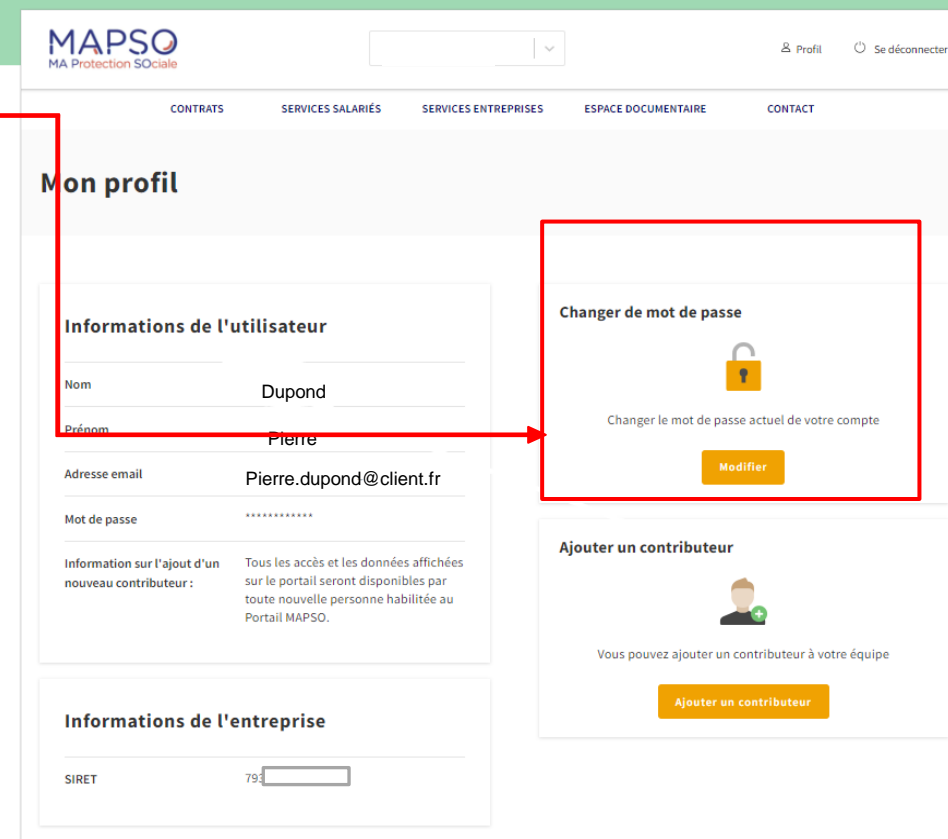 MAPSO
MA Protection SOciale
Profil
Se déconnecter
CONTRATS SERVICES SALARIÉS SERVICES ENTREPRISES ESPACE DOCUMENTAIRE CONTACT
Mon profil
Informations de l'utilisateur
Nom Dupond
Prénom Pierre
Adresse email Pierre.dupond@client.fr
Mot de passe ************
Information sur l'ajout d'un
nouveau contributeur :
Tous les accès et les données affichées
sur le portail seront disponibles par
toute nouvelle personne habilitée au
Portail MAPSO.
Informations de l'entreprise
SIRET 793
Changer de mot de passe
Changer le mot de passe actuel de votre compte
Modifier
Ajouter un contributeur
Vous pouvez ajouter un contributeur à votre équipe
Ajouter un contributeur